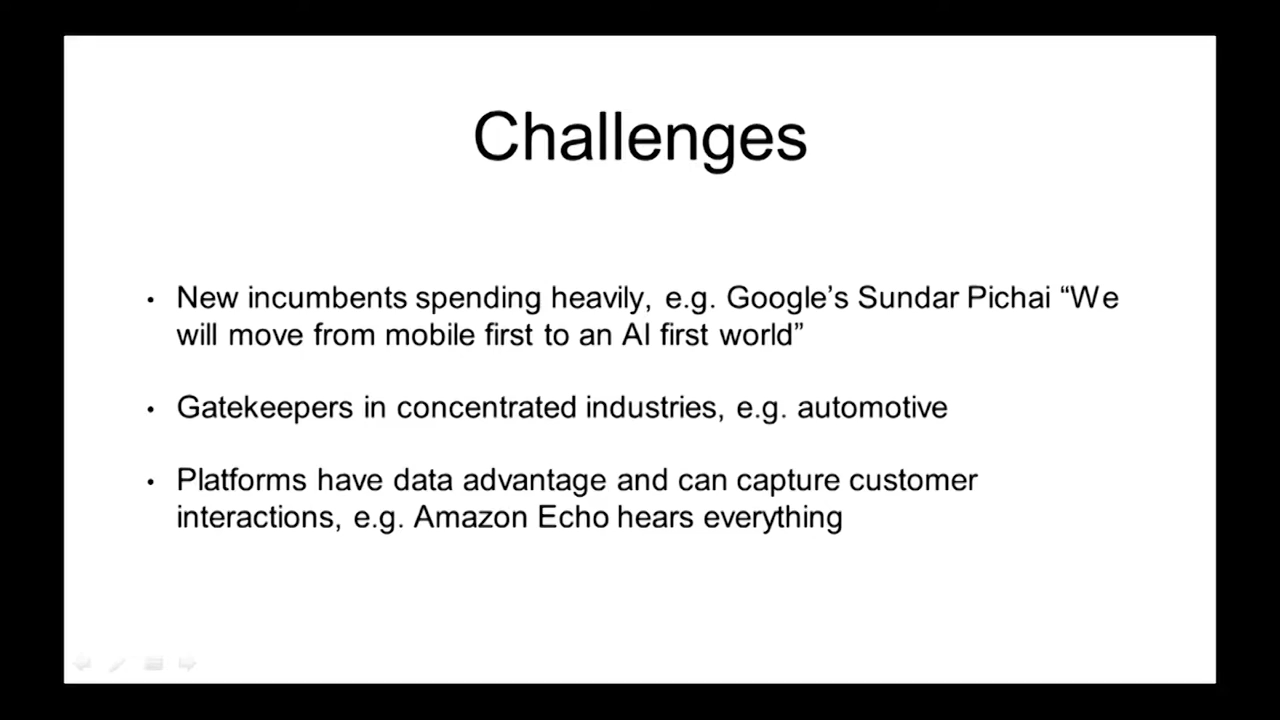 Challenges
• New incumbents spending heavily, e.g. Google’s Sundar Pichai “We
will move from mobile first to an AI first world”
• Gatekeepers in concentrated industries, e.g. automotive
• Platforms have data advantage and can capture customer
interactions, e.g. Amazon Echo hears everything